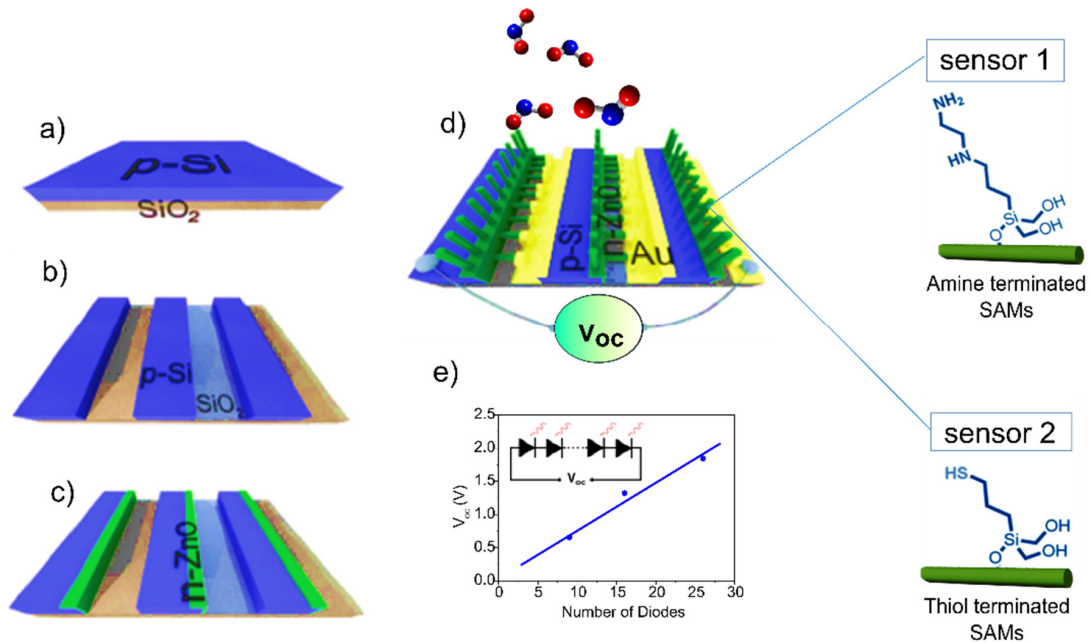 a)
p-Si
SiO2
b)
p-Si
SiO2
c)
n-ZnO
d)
p-Si
n-ZnO
Au
Voc
e)
2.5
2.0
1.5
1.0
0.5
0.0
Voc (V)
Voc
0 5 10 15 20 25 30
Number of Diodes
sensor 1
NH2
HN
Si
OH
OH
O
Amine terminated
SAMs
sensor 2
HS
Si
OH
OH
O
Thiol terminated
SAMs